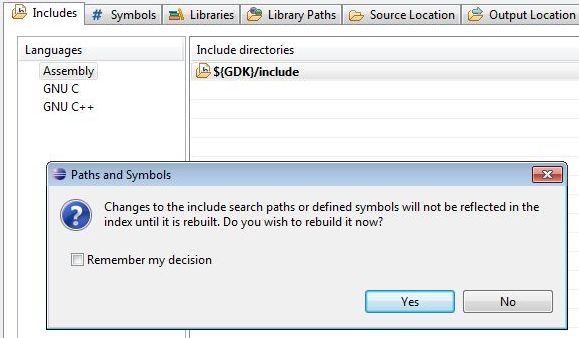 Includes
Symbols
Libraries
Library Paths
Source Location
Output Location
Languages
Include directories
Assembly
${GDK}/include
GNU C
GNU C++
Paths and Symbols
Changes to the include search paths or defined symbols will not be reflected in the
index until it is rebuilt. Do you wish to rebuild it now?
Remember my decision
Yes
No